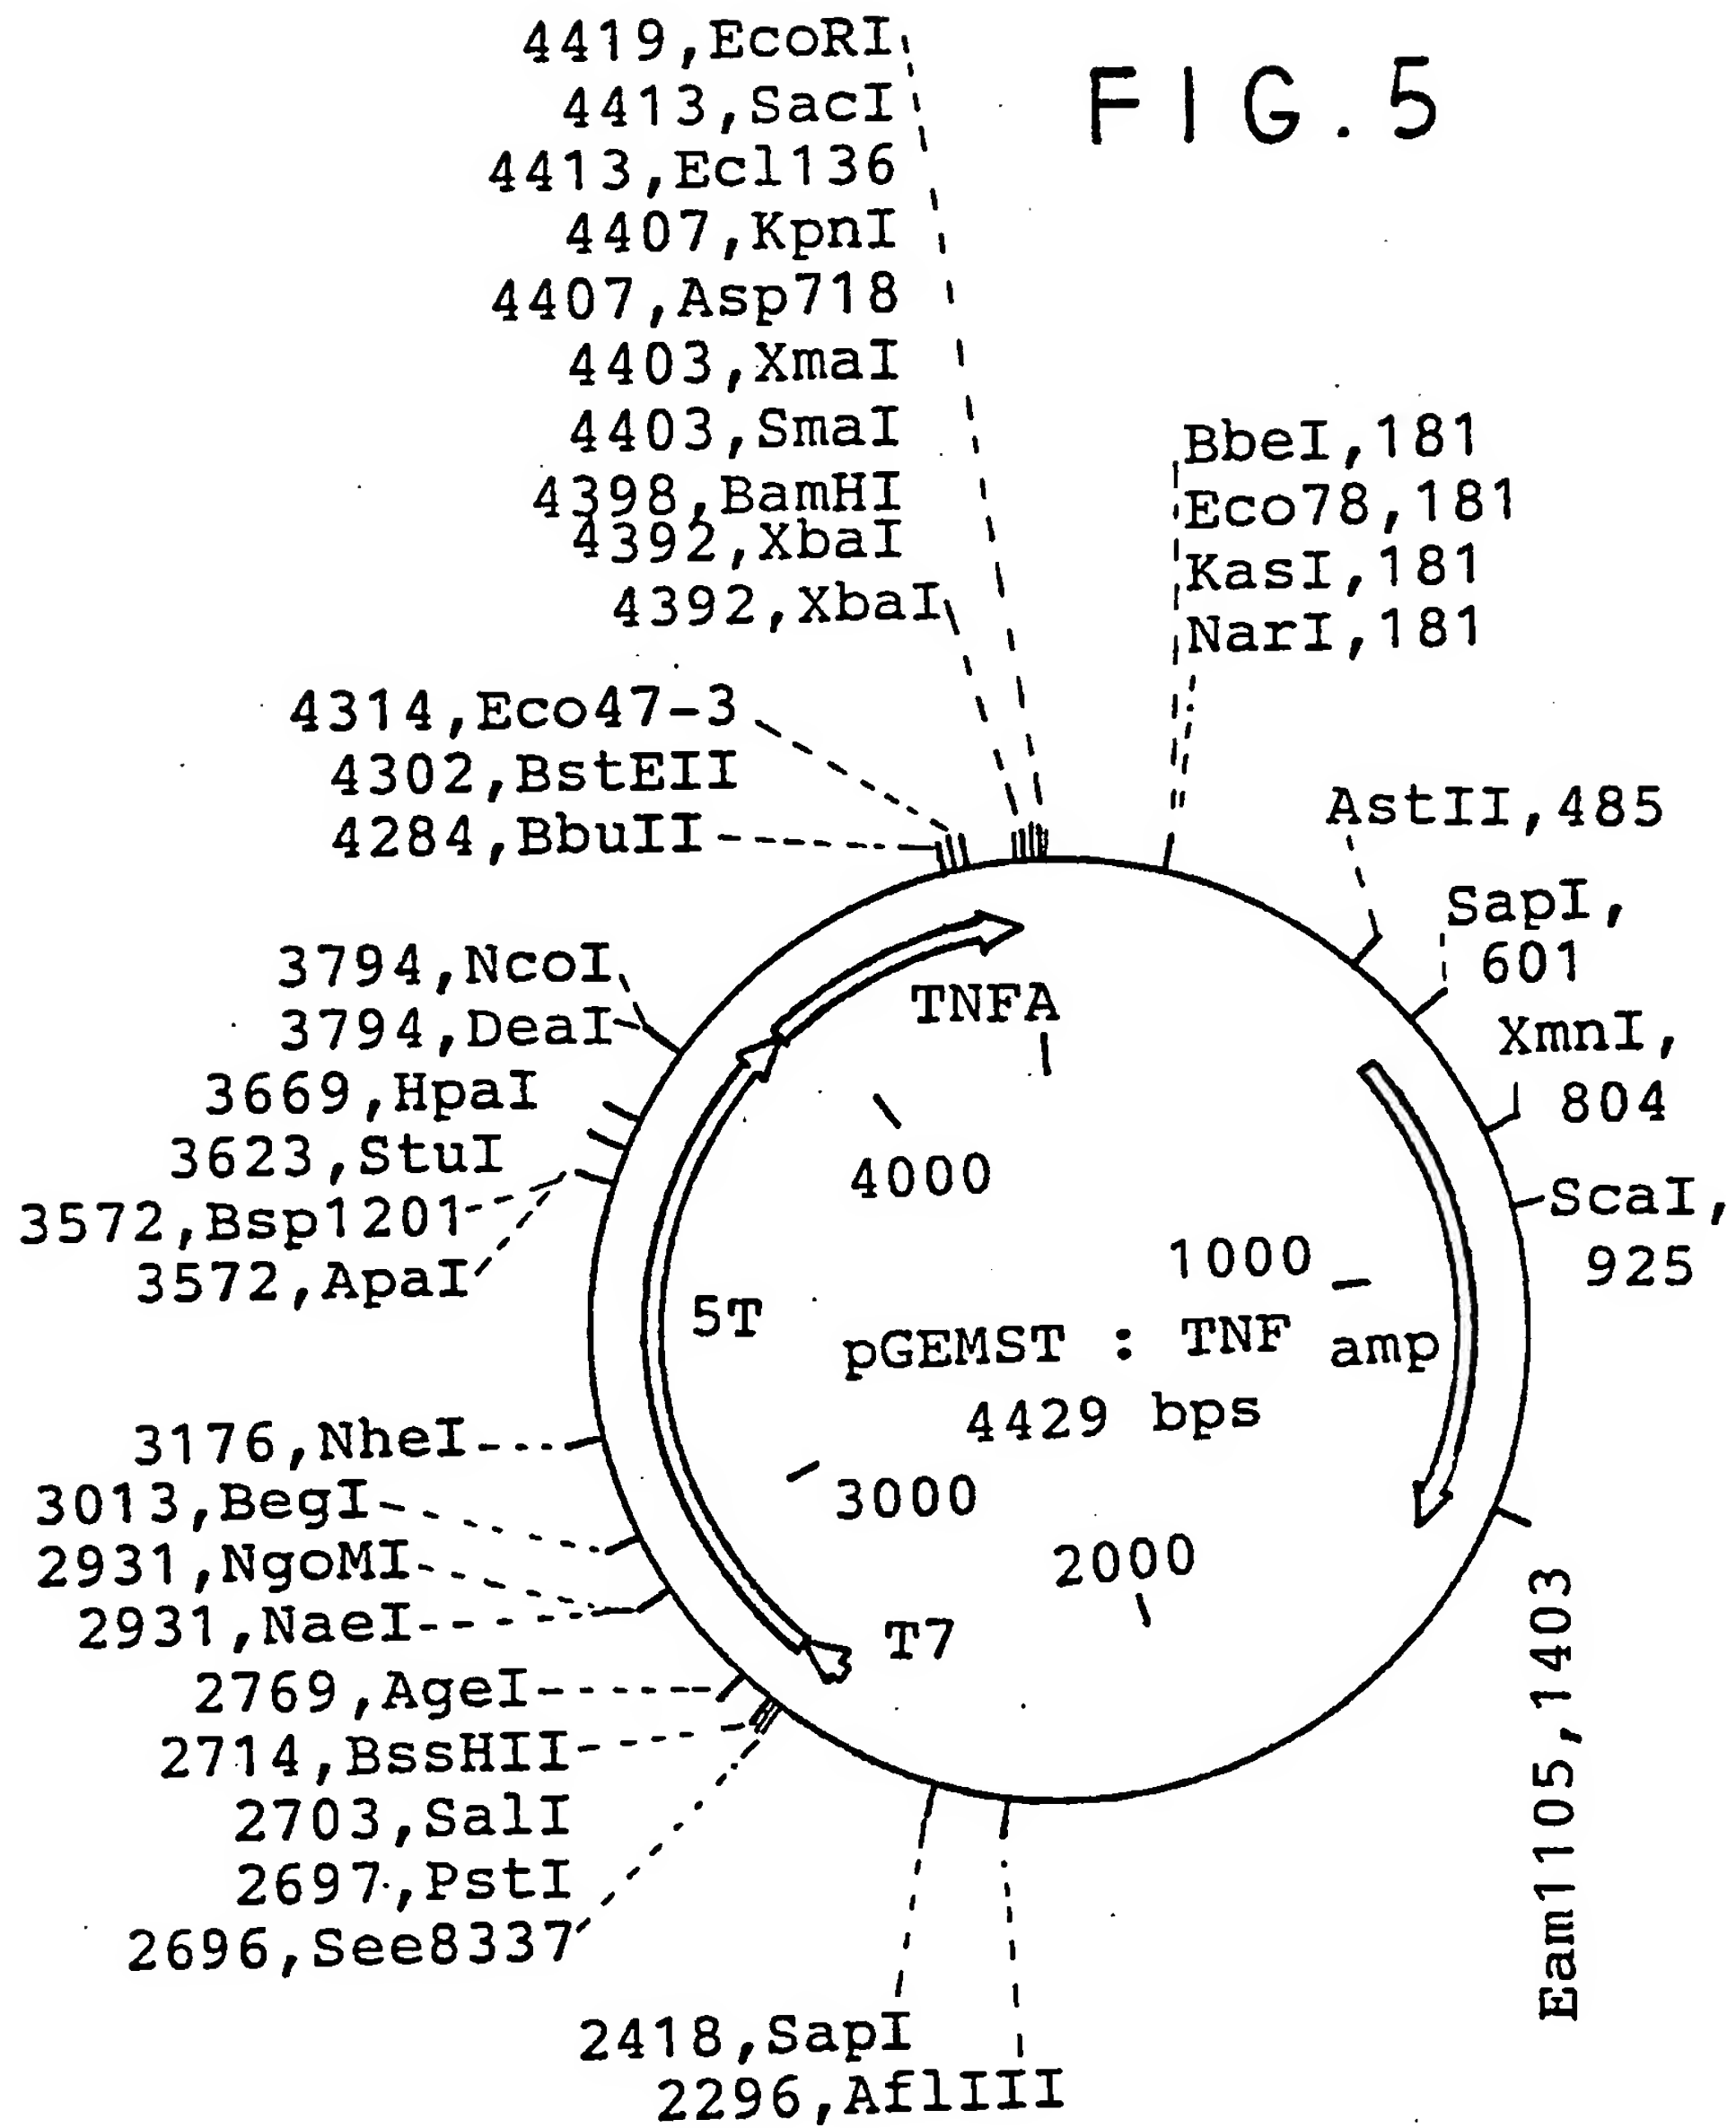 FIG.5
4419,EcoRI
4413,SacI
4413,Ecl136
4407,KpnI
4407,Asp718
4403,XmaI
4403,SmaI
4398,BamHI
4392,XbaI
4392,XbaI
4314,Eco47-3
4302,BstEII
4284,BbuII
BbeI,181
Eco78,181
KasI,181
NarI,181
AstII,485
SapI,
601
XmnI,
804
ScaI,
925
Eam1105,1403
3794,NcoI
3794,DeaI
3669,HpaI
3623,StuI
3572,Bsp1201
3572,ApaI
3176,NheI
3013,BegI
2931,NgoMI
2931,NaeI
2769,AgeI
2714,BssHII
2703,SalI
2697,PstI
2696,See8337
2418,SapI
2296,AflIII
TNFA
4000
1000
5T
pGEMST : TNF
amp
4429 bps
3000
2000
T7